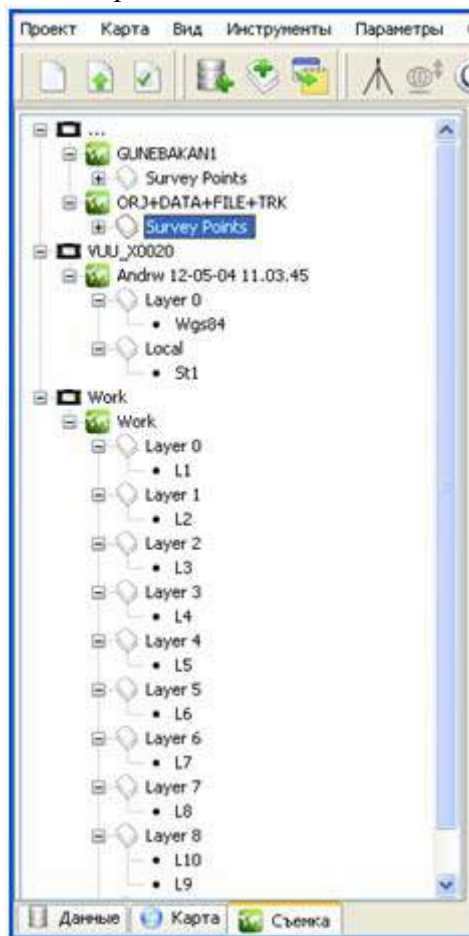 Проект Карта Вид Инструменты Параметры
...
GUNEBAKAN1
Survey Points
ORJ+DATA+FILE+TRK
Survey Points
VUU_X0020
Andrw 12-05-04 11.03.45
Layer 0
Wgs84
Local
St1
Work
Work
Layer 0
L1
Layer 1
L2
Layer 2
L3
Layer 3
L4
Layer 4
L5
Layer 5
L6
Layer 6
L7
Layer 7
L8
Layer 8
L10
L9
Данные Карта Съемка